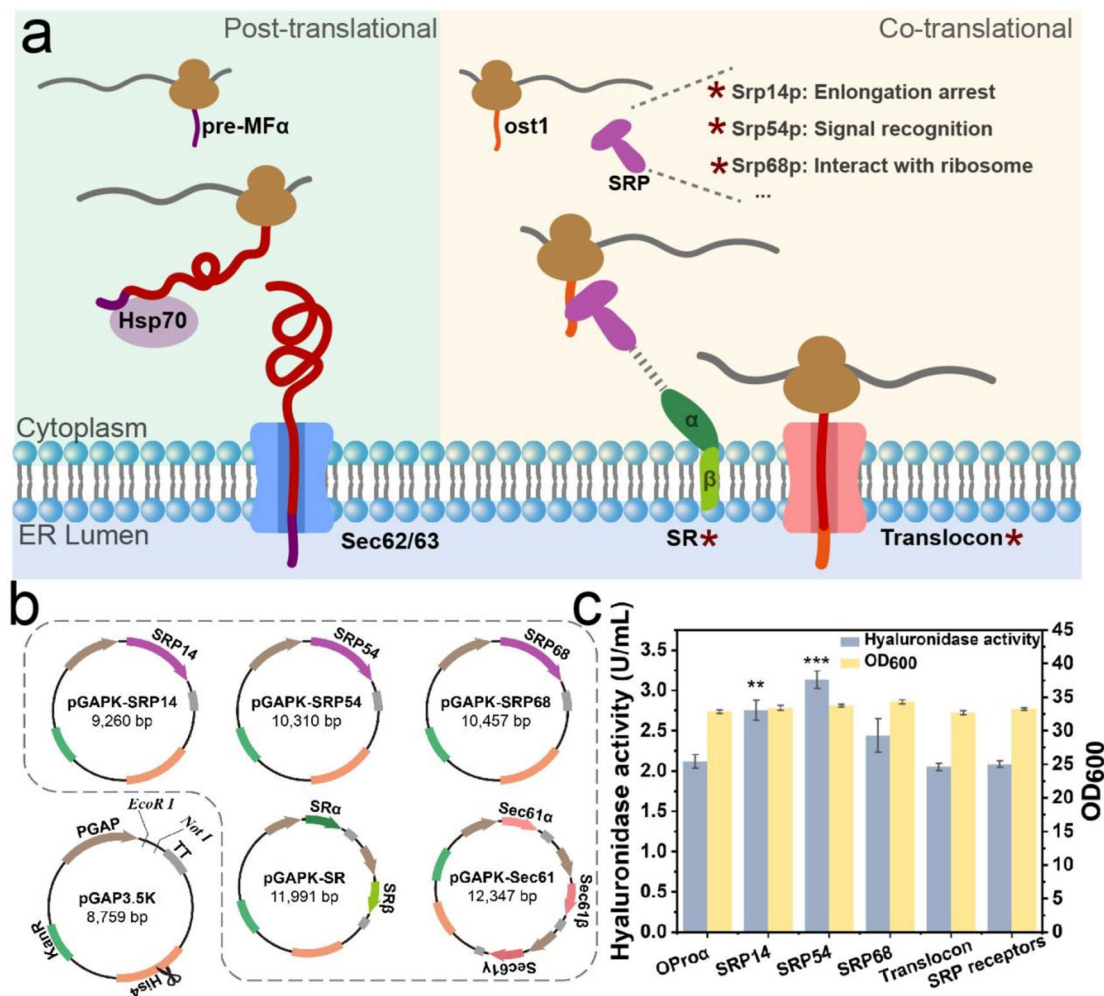 a
Post-translational
Co-translational
pre-MFα
ost1
SRP
* Srp14p: Enlongation arrest
* Srp54p: Signal recognition
* Srp68p: Interact with ribosome
...
Hsp70
α
β
Cytoplasm
ER Lumen
Sec62/63
SR*
Translocon*
b
SRP14
pGAPK-SRP14
9,260 bp
SRP54
pGAPK-SRP54
10,310 bp
SRP68
pGAPK-SRP68
10,457 bp
PGAP
EcoR I
Not I
TT
pGAP3.5K
8,759 bp
KanR
His4
SRα
pGAPK-SR
11,991 bp
SRβ
Sec61α
pGAPK-Sec61
12,347 bp
Sec61β
Sec61γ
c
Hyaluronidase activity (U/mL)
3.5
3.0
2.5
2.0
1.5
1.0
0.5
0.0
Hyaluronidase activity
OD600
**
***
45
40
35
30
25
20
15
10
5
0
OD600
OProα
SRP14
SRP54
SRP68
Translocon
SRP receptors